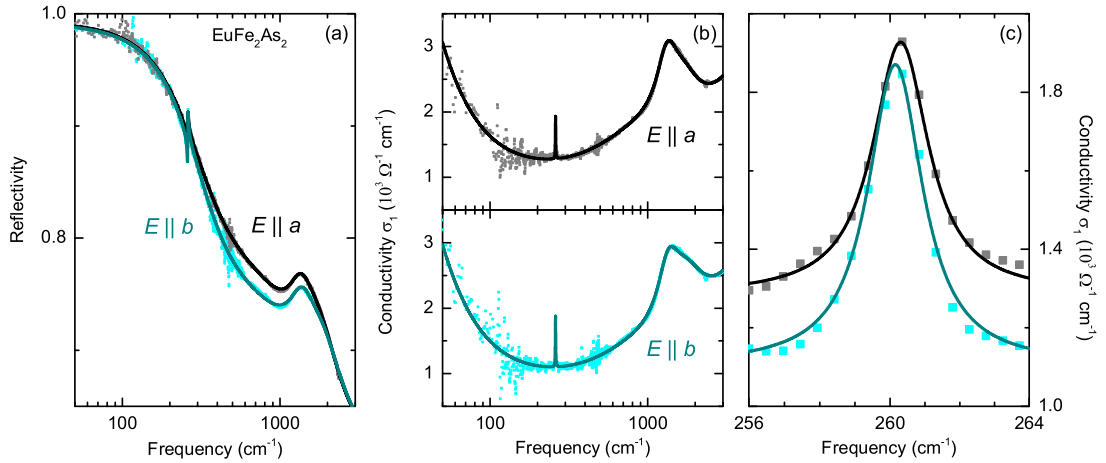 1.0
EuFe2As2
(a)
0.8
E || b
E || a
100
1000
Reflectivity
Frequency (cm-1)
(b)
3
2
1
E || a
3
2
1
E || b
100
1000
Conductivity σ1 (10³ Ω-1 cm-1)
Frequency (cm-1)
(c)
1.8
1.4
1.0
256
260
264
Conductivity σ1 (10³ Ω-1 cm-1)
Frequency (cm-1)